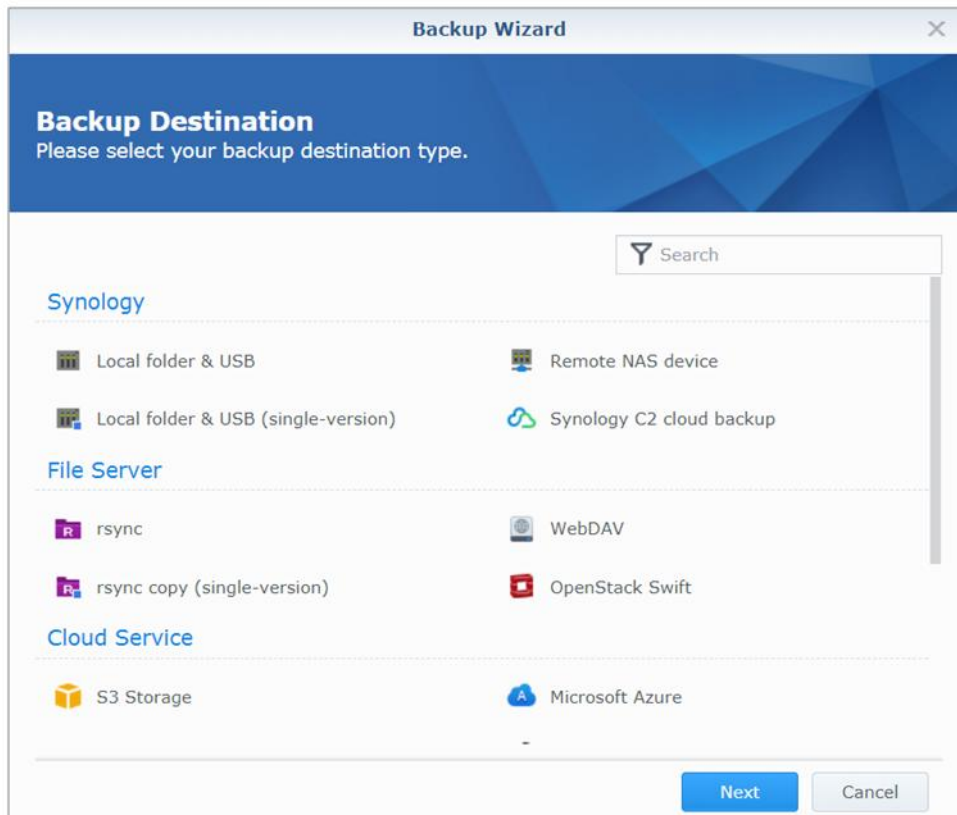 Backup Wizard
Backup Destination
Please select your backup destination type.
Search
Synology
Local folder & USB
Remote NAS device
Local folder & USB (single-version)
Synology C2 cloud backup
File Server
rsync
WebDAV
rsync copy (single-version)
OpenStack Swift
Cloud Service
S3 Storage
Microsoft Azure
Next
Cancel